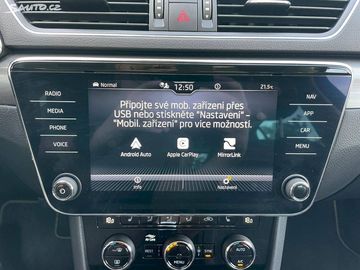 AUTO.CZ
Normal
12:50
21.5°C
RADIO
MEDIA
PHONE
VOICE
NAV
APP
CAR
MENU
Připojte své mob. zařízení přes
USB nebo stiskněte "Nastavení" –
"Mobil. zařízení" pro více možností.
Android Auto
Apple CarPlay
MirrorLink
Info
Nastavení
A/C